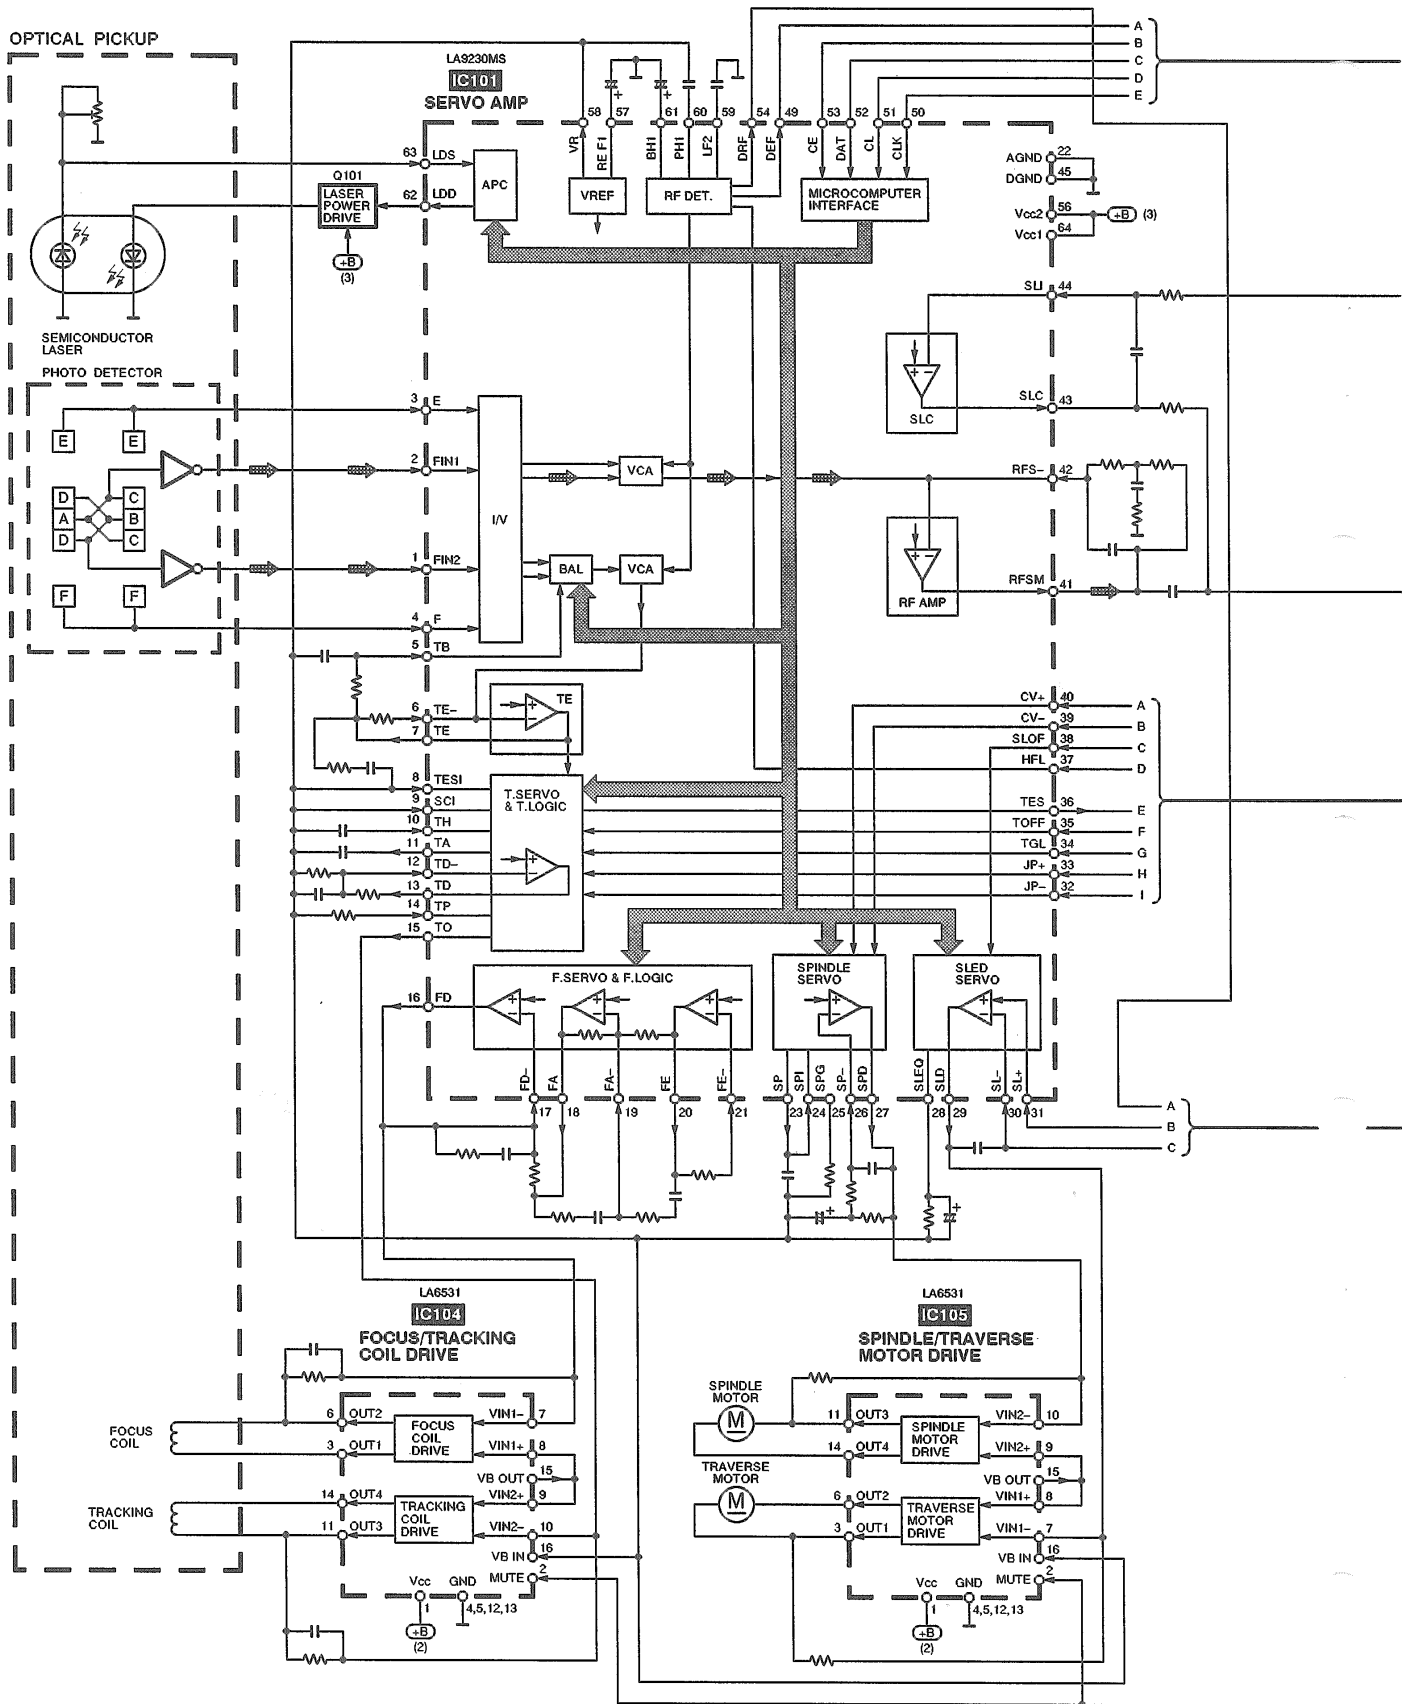 OPTICAL PICKUP
LA9230MS
IC101
SERVO AMP
58 57 61 60 59 54 49 53 52 51 50
VR RE F1 BH1 PH1 LF2 DRF DEF CE DAT CL CLK
A
B
C
D
E
63 LDS
APC
VREF
RF DET.
MICROCOMPUTER
INTERFACE
AGND 22
DGND 45
Vcc2 56
Vcc1 64
+B (3)
Q101
LASER
POWER
DRIVE
62 LDD
+B
(3)
SEMICONDUCTOR
LASER
PHOTO DETECTOR
E E
D C
A B
D C
F F
3 E
2 FIN1
1 FIN2
4 F
5 TB
I/V
VCA
BAL
VCA
SLI 44
+ −
SLC
SLC 43
RFS− 42
+ −
RF AMP
RFSM 41
6 TE−
7 TE
TE
+
−
8 TESI
9 SCI
10 TH
11 TA
12 TD−
13 TD
14 TP
15 TO
T.SERVO
& T.LOGIC
+
−
CV+ 40 A
CV− 39 B
SLOF 38 C
HFL 37 D
TES 36 E
TOFF 35 F
TGL 34 G
JP+ 33 H
JP− 32 I
16 FD
F.SERVO & F.LOGIC
+ + +
− − −
SPINDLE
SERVO
+
−
SLED
SERVO
+
−
FD− FA FA− FE FE− SP SPI SPG SP− SPD SLEQ SLD SL− SL+
17 18 19 20 21 23 24 25 26 27 28 29 30 31
+ +
A
B
C
LA6531
IC104
FOCUS/TRACKING
COIL DRIVE
FOCUS
COIL
TRACKING
COIL
6 OUT2
3 OUT1
14 OUT4
11 OUT3
FOCUS
COIL
DRIVE
TRACKING
COIL
DRIVE
VIN1− 7
VIN1+ 8
VB OUT 15
VIN2+ 9
VIN2− 10
VB IN 16
MUTE 2
Vcc GND
1 4,5,12,13
+B
(2)
LA6531
IC105
SPINDLE/TRAVERSE
MOTOR DRIVE
SPINDLE
MOTOR
M
TRAVERSE
MOTOR
M
11 OUT3
14 OUT4
6 OUT2
3 OUT1
SPINDLE
MOTOR
DRIVE
TRAVERSE
MOTOR
DRIVE
VIN2− 10
VIN2+ 9
VB OUT 15
VIN1+ 8
VIN1− 7
VB IN 16
MUTE 2
Vcc GND
1 4,5,12,13
+B
(2)